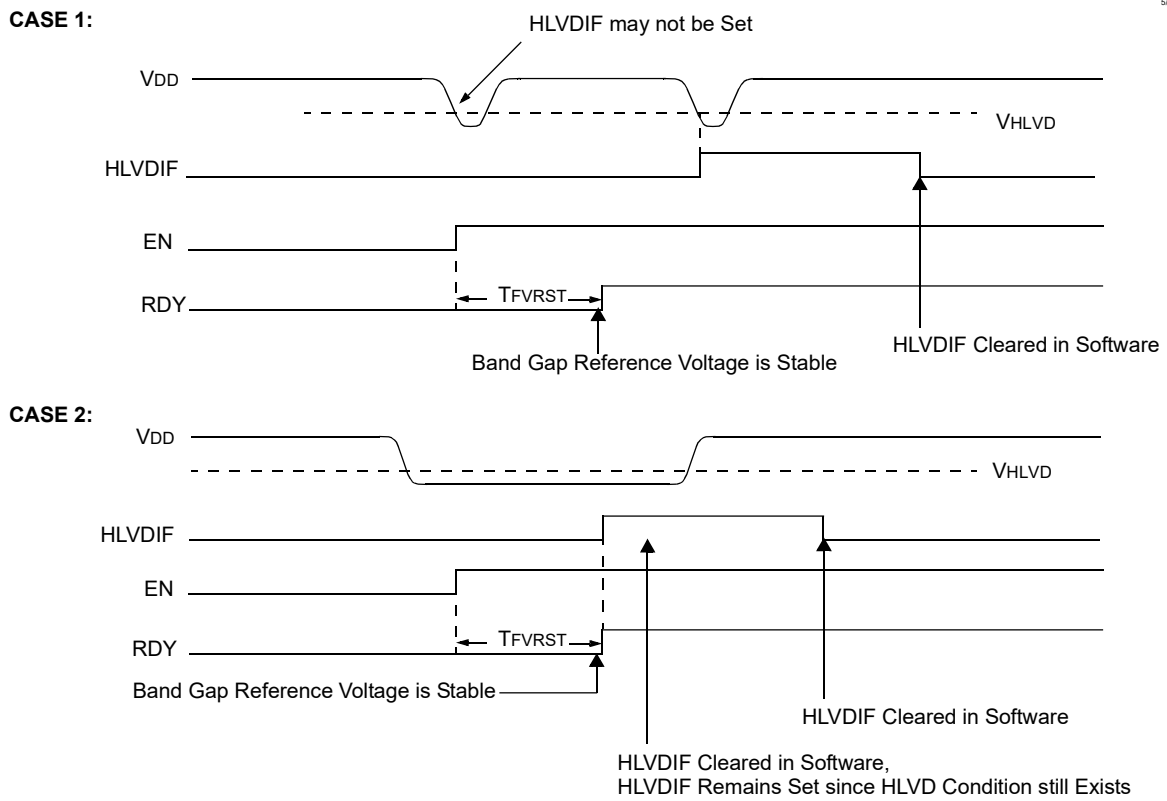 CASE 1:
HLVDIF may not be Set
VDD
VHLVD
HLVDIF
EN
TFVRST
RDY
Band Gap Reference Voltage is Stable
HLVDIF Cleared in Software
CASE 2:
VDD
VHLVD
HLVDIF
EN
TFVRST
RDY
Band Gap Reference Voltage is Stable
HLVDIF Cleared in Software
HLVDIF Cleared in Software,
HLVDIF Remains Set since HLVD Condition still Exists